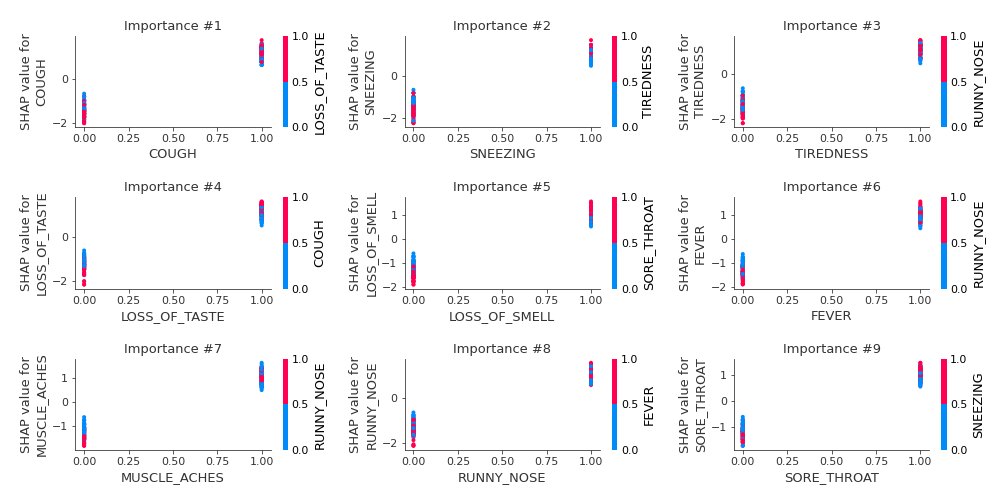 Importance #1
SHAP value for
COUGH
0
−2
0.00 0.25 0.50 0.75 1.00
COUGH
1.0
0.5
0.0
LOSS_OF_TASTE
Importance #2
SHAP value for
SNEEZING
0
−2
0.00 0.25 0.50 0.75 1.00
SNEEZING
1.0
0.5
0.0
TIREDNESS
Importance #3
SHAP value for
TIREDNESS
0
−2
0.00 0.25 0.50 0.75 1.00
TIREDNESS
1.0
0.5
0.0
RUNNY_NOSE
Importance #4
SHAP value for
LOSS_OF_TASTE
0
−2
0.00 0.25 0.50 0.75 1.00
LOSS_OF_TASTE
1.0
0.5
0.0
COUGH
Importance #5
SHAP value for
LOSS_OF_SMELL
1
0
−1
−2
0.00 0.25 0.50 0.75 1.00
LOSS_OF_SMELL
1.0
0.5
0.0
SORE_THROAT
Importance #6
SHAP value for
FEVER
1
0
−1
−2
0.00 0.25 0.50 0.75 1.00
FEVER
1.0
0.5
0.0
RUNNY_NOSE
Importance #7
SHAP value for
MUSCLE_ACHES
1
0
−1
0.00 0.25 0.50 0.75 1.00
MUSCLE_ACHES
1.0
0.5
0.0
RUNNY_NOSE
Importance #8
SHAP value for
RUNNY_NOSE
0
−2
0.00 0.25 0.50 0.75 1.00
RUNNY_NOSE
1.0
0.5
0.0
FEVER
Importance #9
SHAP value for
SORE_THROAT
1
0
−1
0.00 0.25 0.50 0.75 1.00
SORE_THROAT
1.0
0.5
0.0
SNEEZING